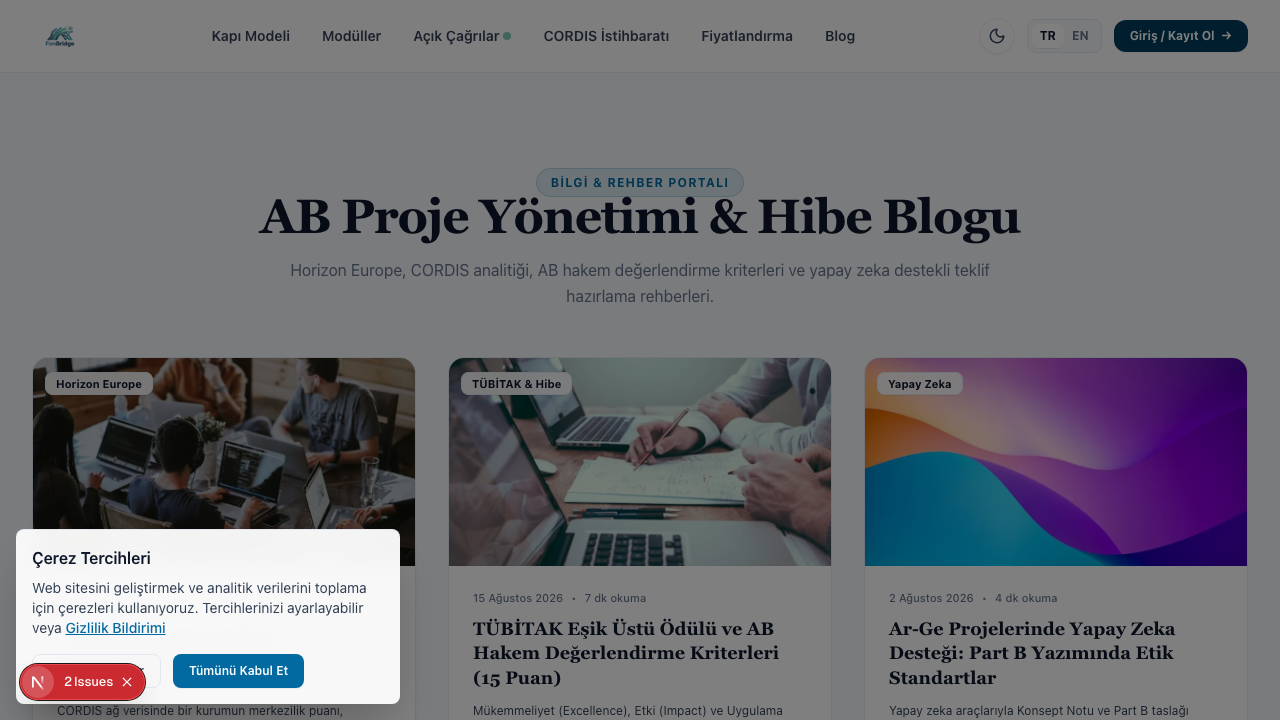 FonBridge
Kapı Modeli
Modüller
Açık Çağrılar
CORDIS İstihbaratı
Fiyatlandırma
Blog
TR
EN
Giriş / Kayıt Ol →
BİLGİ & REHBER PORTALI
AB Proje Yönetimi & Hibe Blogu
Horizon Europe, CORDIS analitiği, AB hakem değerlendirme kriterleri ve yapay zeka destekli teklif
hazırlama rehberleri.
Horizon Europe
TÜBİTAK & Hibe
Yapay Zeka
Çerez Tercihleri
Web sitesini geliştirmek ve analitik verilerini toplama
için çerezleri kullanıyoruz. Tercihlerinizi ayarlayabilir
veya Gizlilik Bildirimi
Tümünü Kabul Et
N
2 Issues
CORDIS ağ verisinde bir kurumun merkezilik puanı,
15 Ağustos 2026 • 7 dk okuma
TÜBİTAK Eşik Üstü Ödülü ve AB
Hakem Değerlendirme Kriterleri
(15 Puan)
Mükemmeliyet (Excellence), Etki (Impact) ve Uygulama
2 Ağustos 2026 • 4 dk okuma
Ar-Ge Projelerinde Yapay Zeka
Desteği: Part B Yazımında Etik
Standartlar
Yapay zeka araçlarıyla Konsept Notu ve Part B taslağı